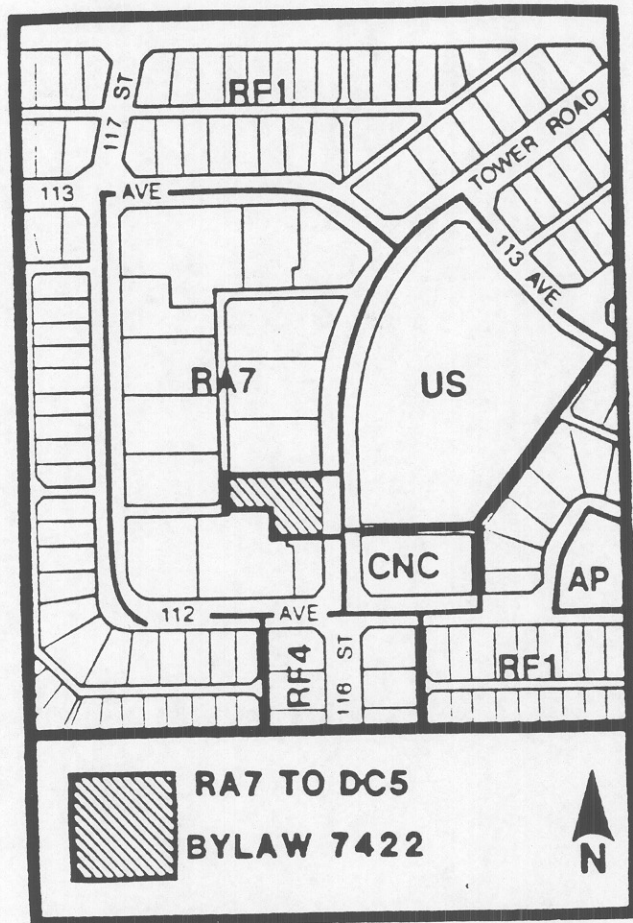 RF1
117 ST
TOWER ROAD
113 AVE
113 AVE
RA7
US
CNC
AP
112 AVE
RF4
116 ST
RF1
RA7 TO DC5
BYLAW 7422
N